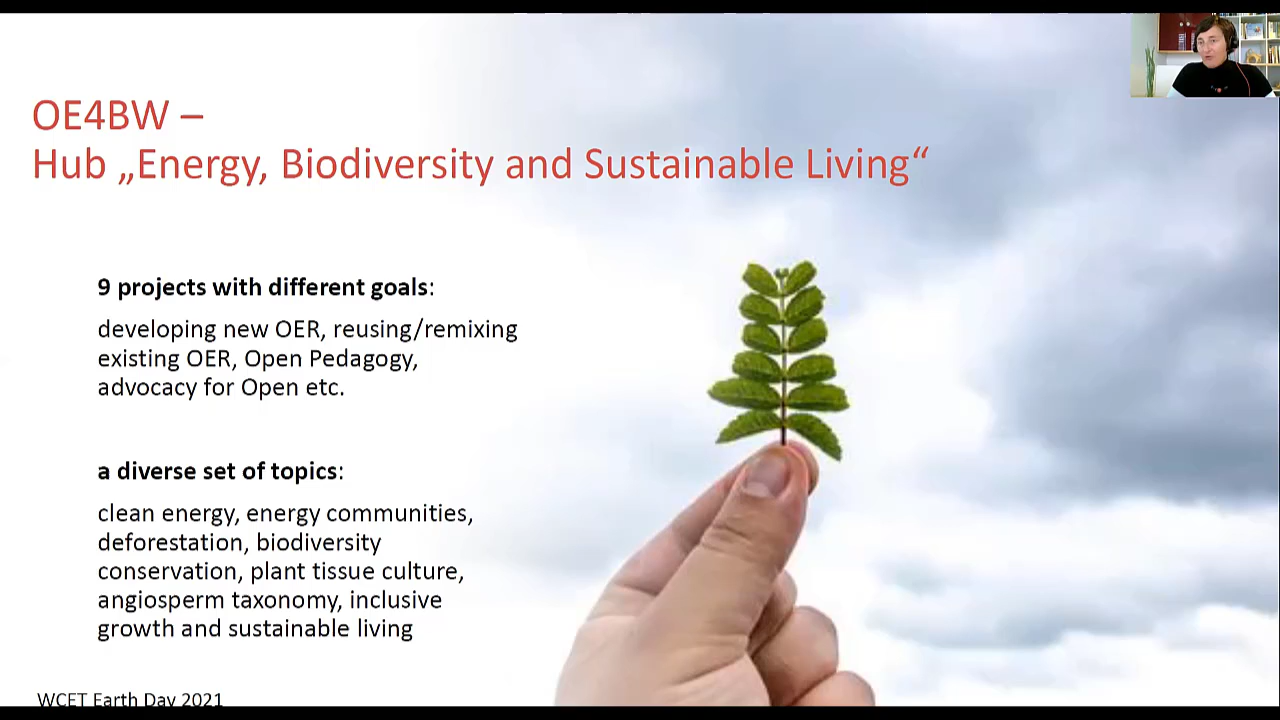 OE4BW –
Hub „Energy, Biodiversity and Sustainable Living“
9 projects with different goals:
developing new OER, reusing/remixing
existing OER, Open Pedagogy,
advocacy for Open etc.
a diverse set of topics:
clean energy, energy communities,
deforestation, biodiversity
conservation, plant tissue culture,
angiosperm taxonomy, inclusive
growth and sustainable living
WCET Earth Day 2021